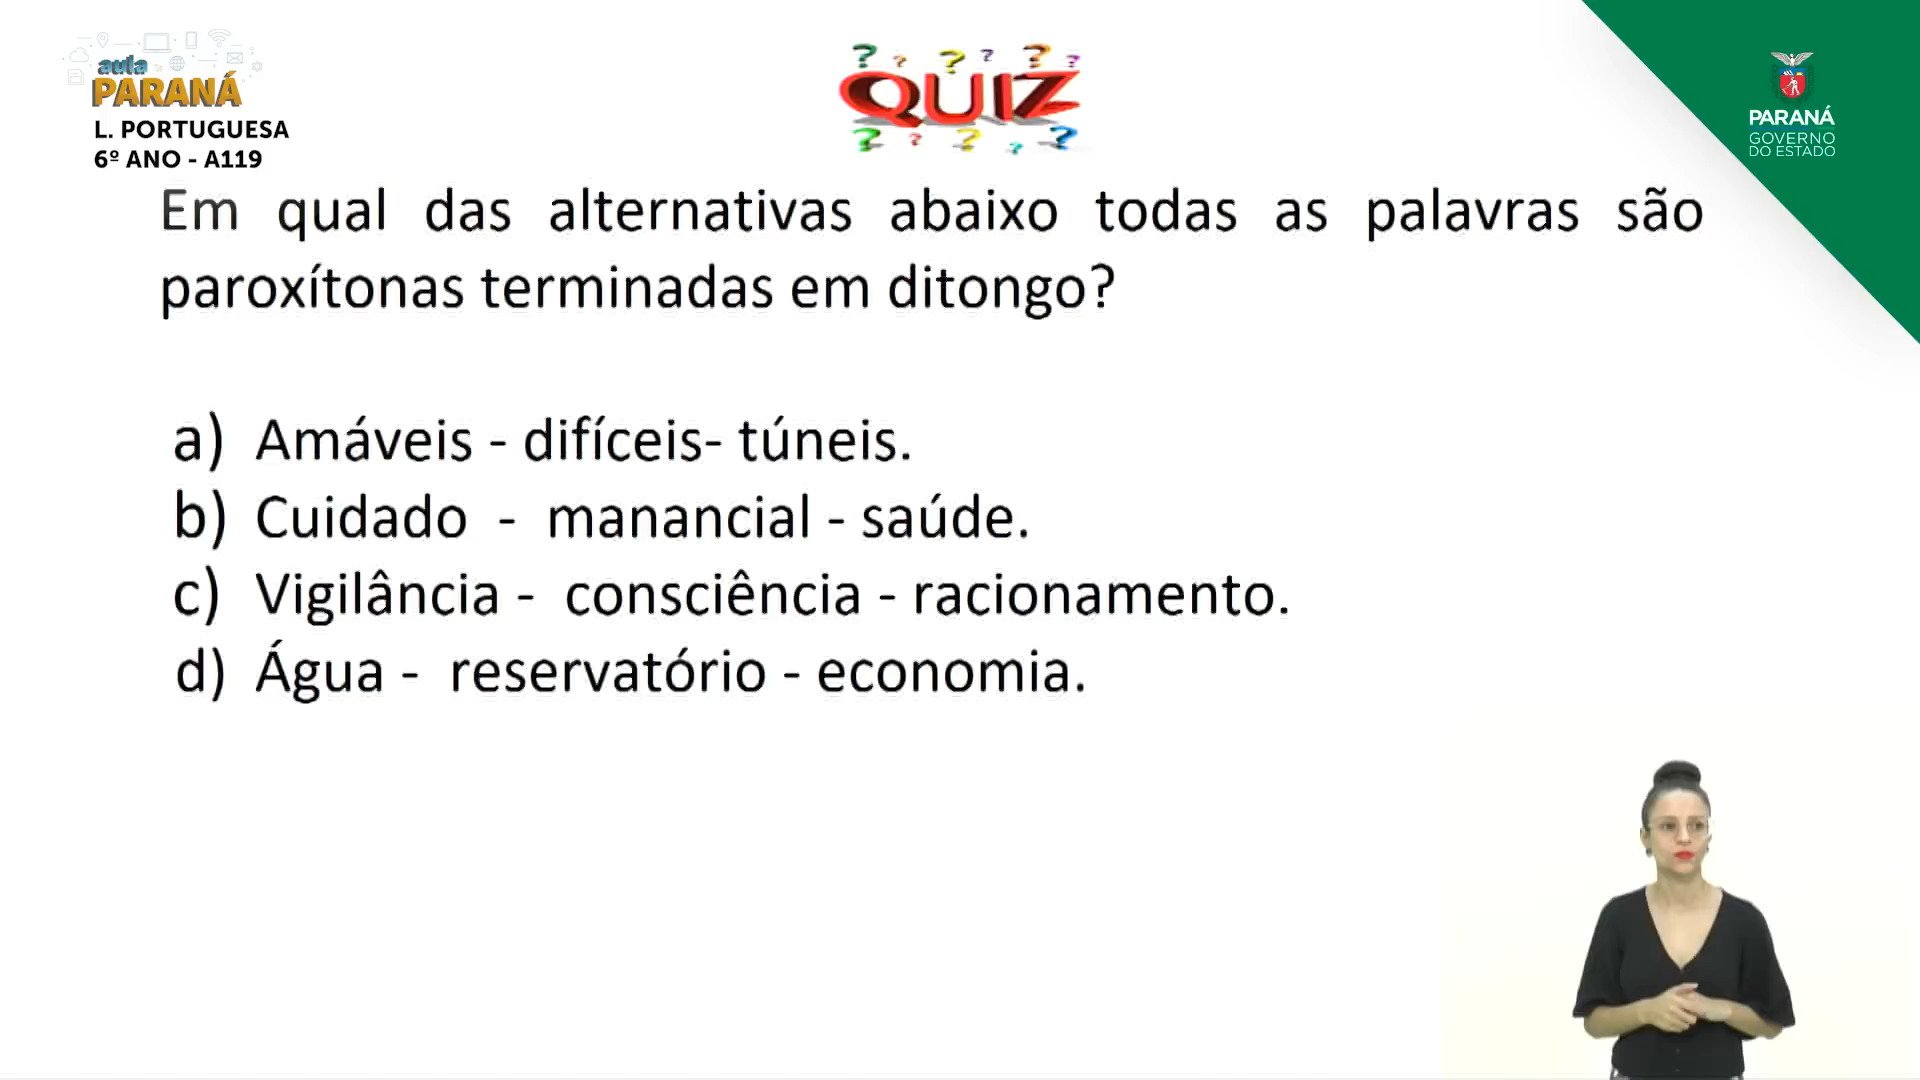 aula
PARANÁ
L. PORTUGUESA
6º ANO - A119
? ? ? ? ? ?
QUIZ
? ? ? ? ?
PARANÁ
GOVERNO
DO ESTADO
Em qual das alternativas abaixo todas as palavras são
paroxítonas terminadas em ditongo?
a) Amáveis - difíceis- túneis.
b) Cuidado - manancial - saúde.
c) Vigilância - consciência - racionamento.
d) Água - reservatório - economia.